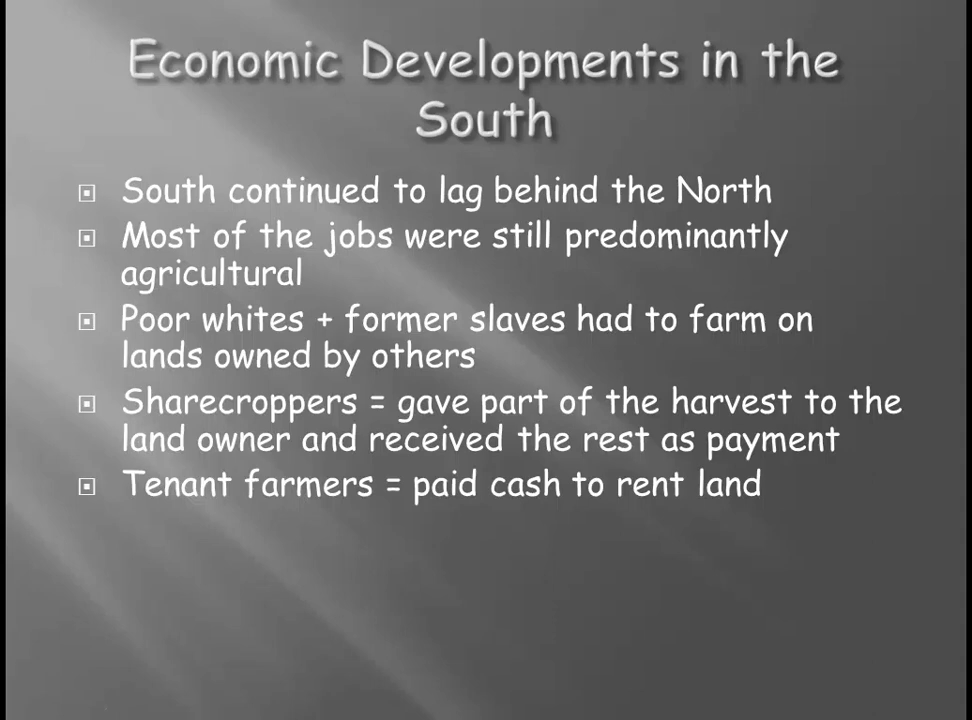 Economic Developments in the
South
South continued to lag behind the North
Most of the jobs were still predominantly
agricultural
Poor whites + former slaves had to farm on
lands owned by others
Sharecroppers = gave part of the harvest to the
land owner and received the rest as payment
Tenant farmers = paid cash to rent land